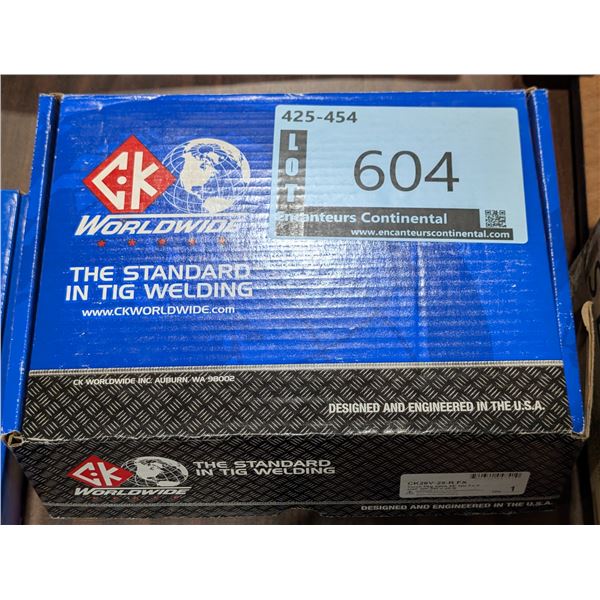 425-454
LOT
604
encanteurs Continental
www.encanteurscontinental.com
CK
WORLDWIDE
THE STANDARD
IN TIG WELDING
www.CKWORLDWIDE.com
CK WORLDWIDE INC. AUBURN, WA 98002
DESIGNED AND ENGINEERED IN THE U.S.A.
CK
WORLDWIDE
THE STANDARD
IN TIG WELDING
CK26V-25-R FX
1
DESIGNED AND ENGINEERED IN THE U.S.A.